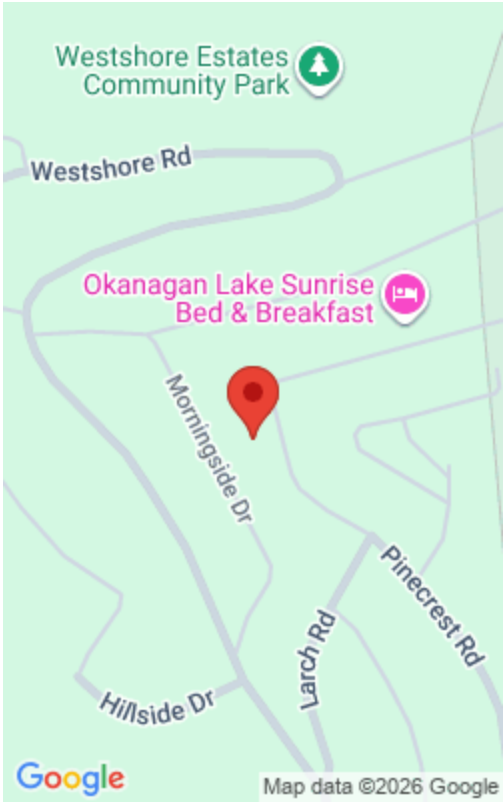 Westshore Estates
Community Park
Westshore Rd
Okanagan Lake Sunrise
Bed & Breakfast
Morningside Dr
Pinecrest Rd
Larch Rd
Hillside Dr
Google
Map data ©2026 Google